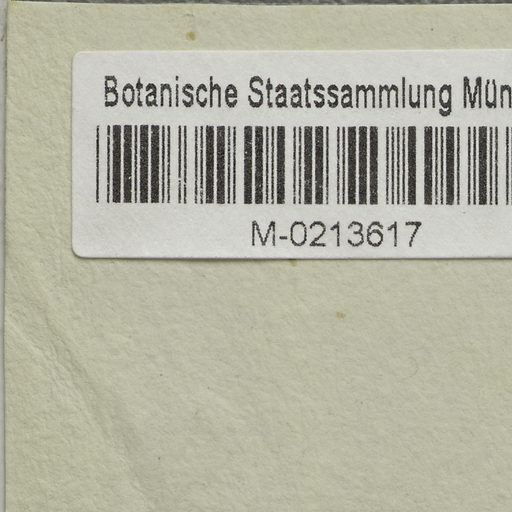 Botanische Staatssammlung Mün
M-0213617